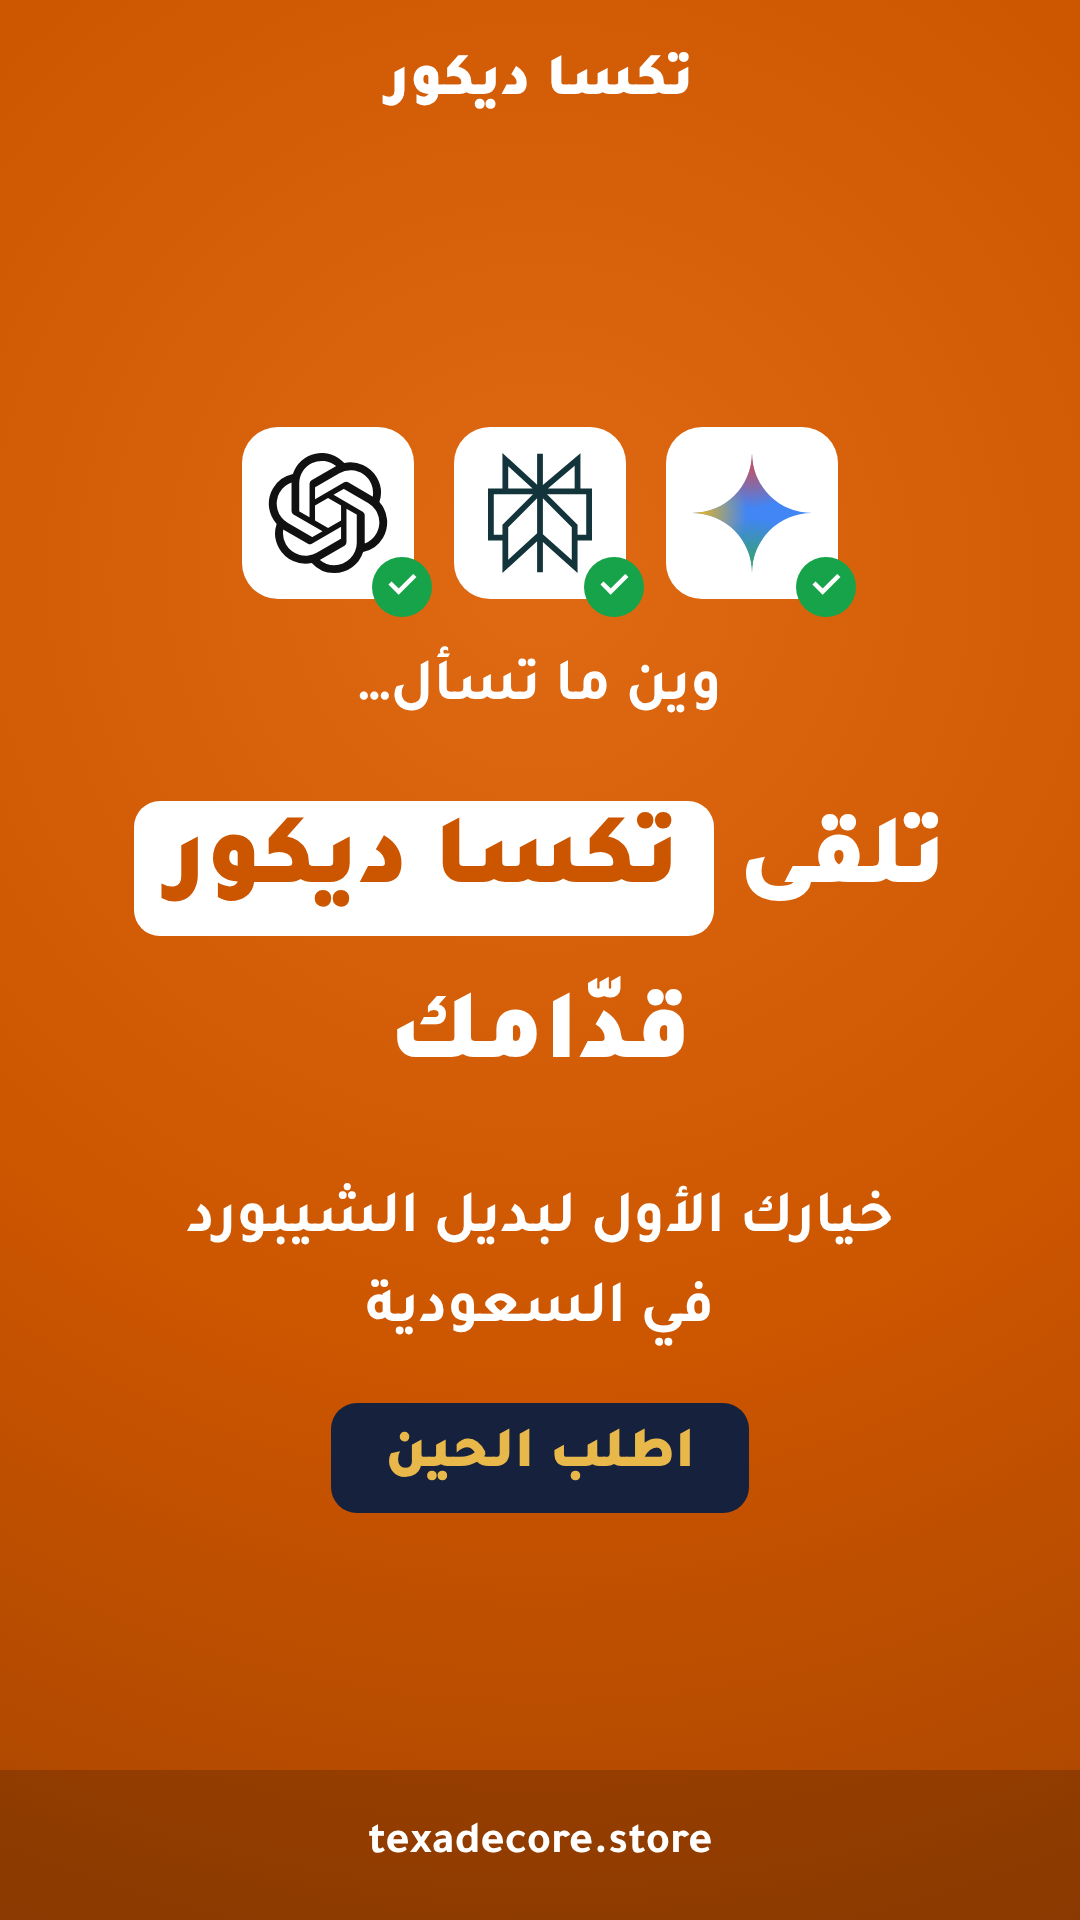 تكسا ديكور
وين ما تسأل...
تلقى تكسا ديكور
قدّامك
خيارك الأول لبديل الشيبورد
في السعودية
اطلب الحين
texadecore.store